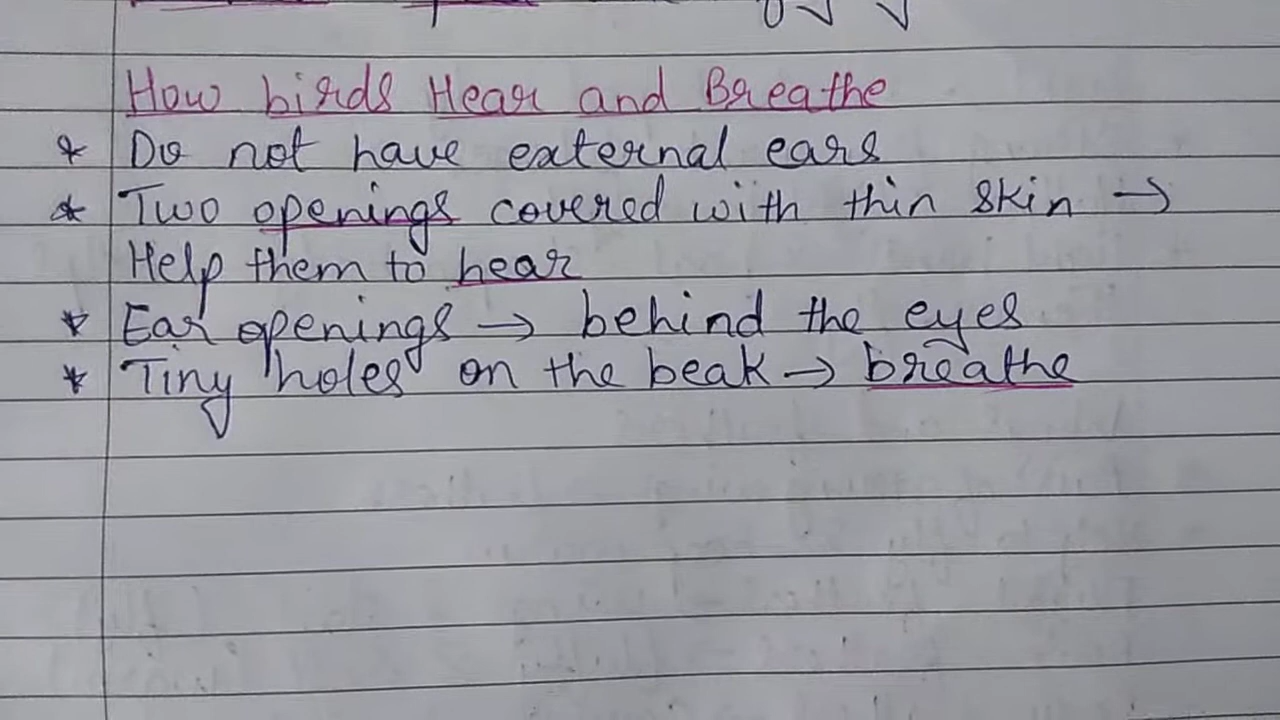 How birds Hear and Breathe
* Do not have external ears
* Two openings covered with thin skin →
Help them to hear
* Ear openings → behind the eyes
* Tiny holes on the beak → breathe